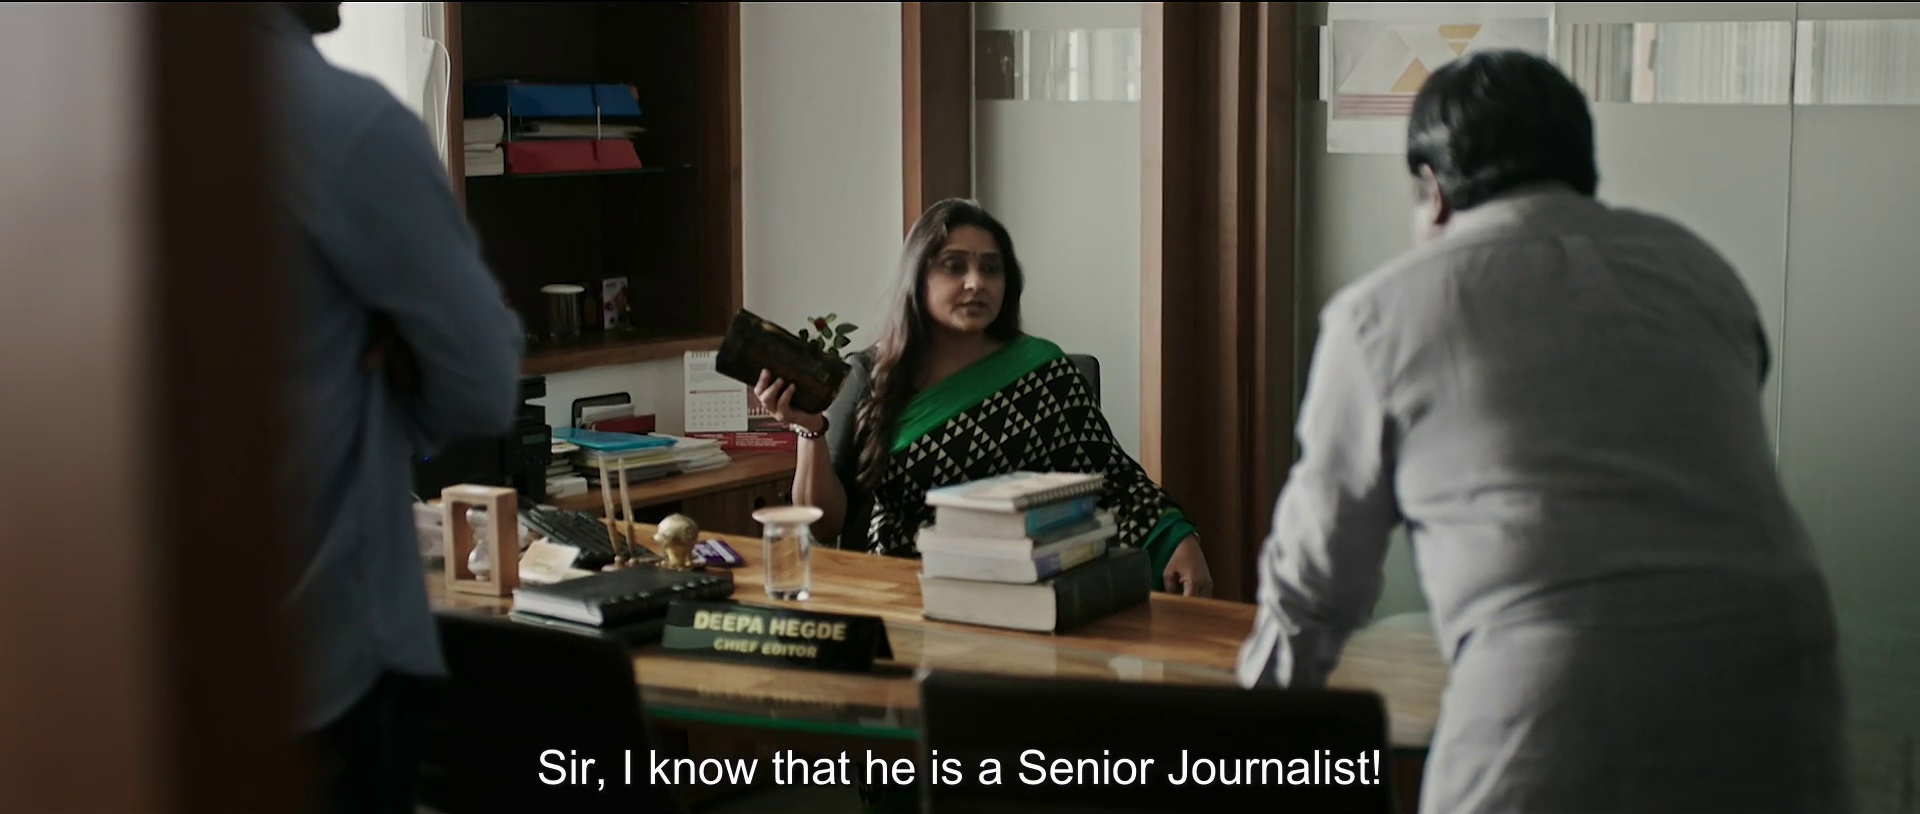 DEEPA HEGDE
CHIEF EDITOR
Sir, I know that he is a Senior Journalist!